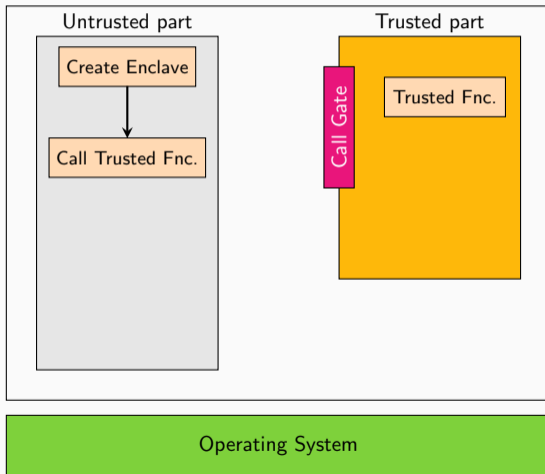 Untrusted part
Trusted part
Create Enclave
Call Trusted Fnc.
Call Gate
Trusted Fnc.
Operating System